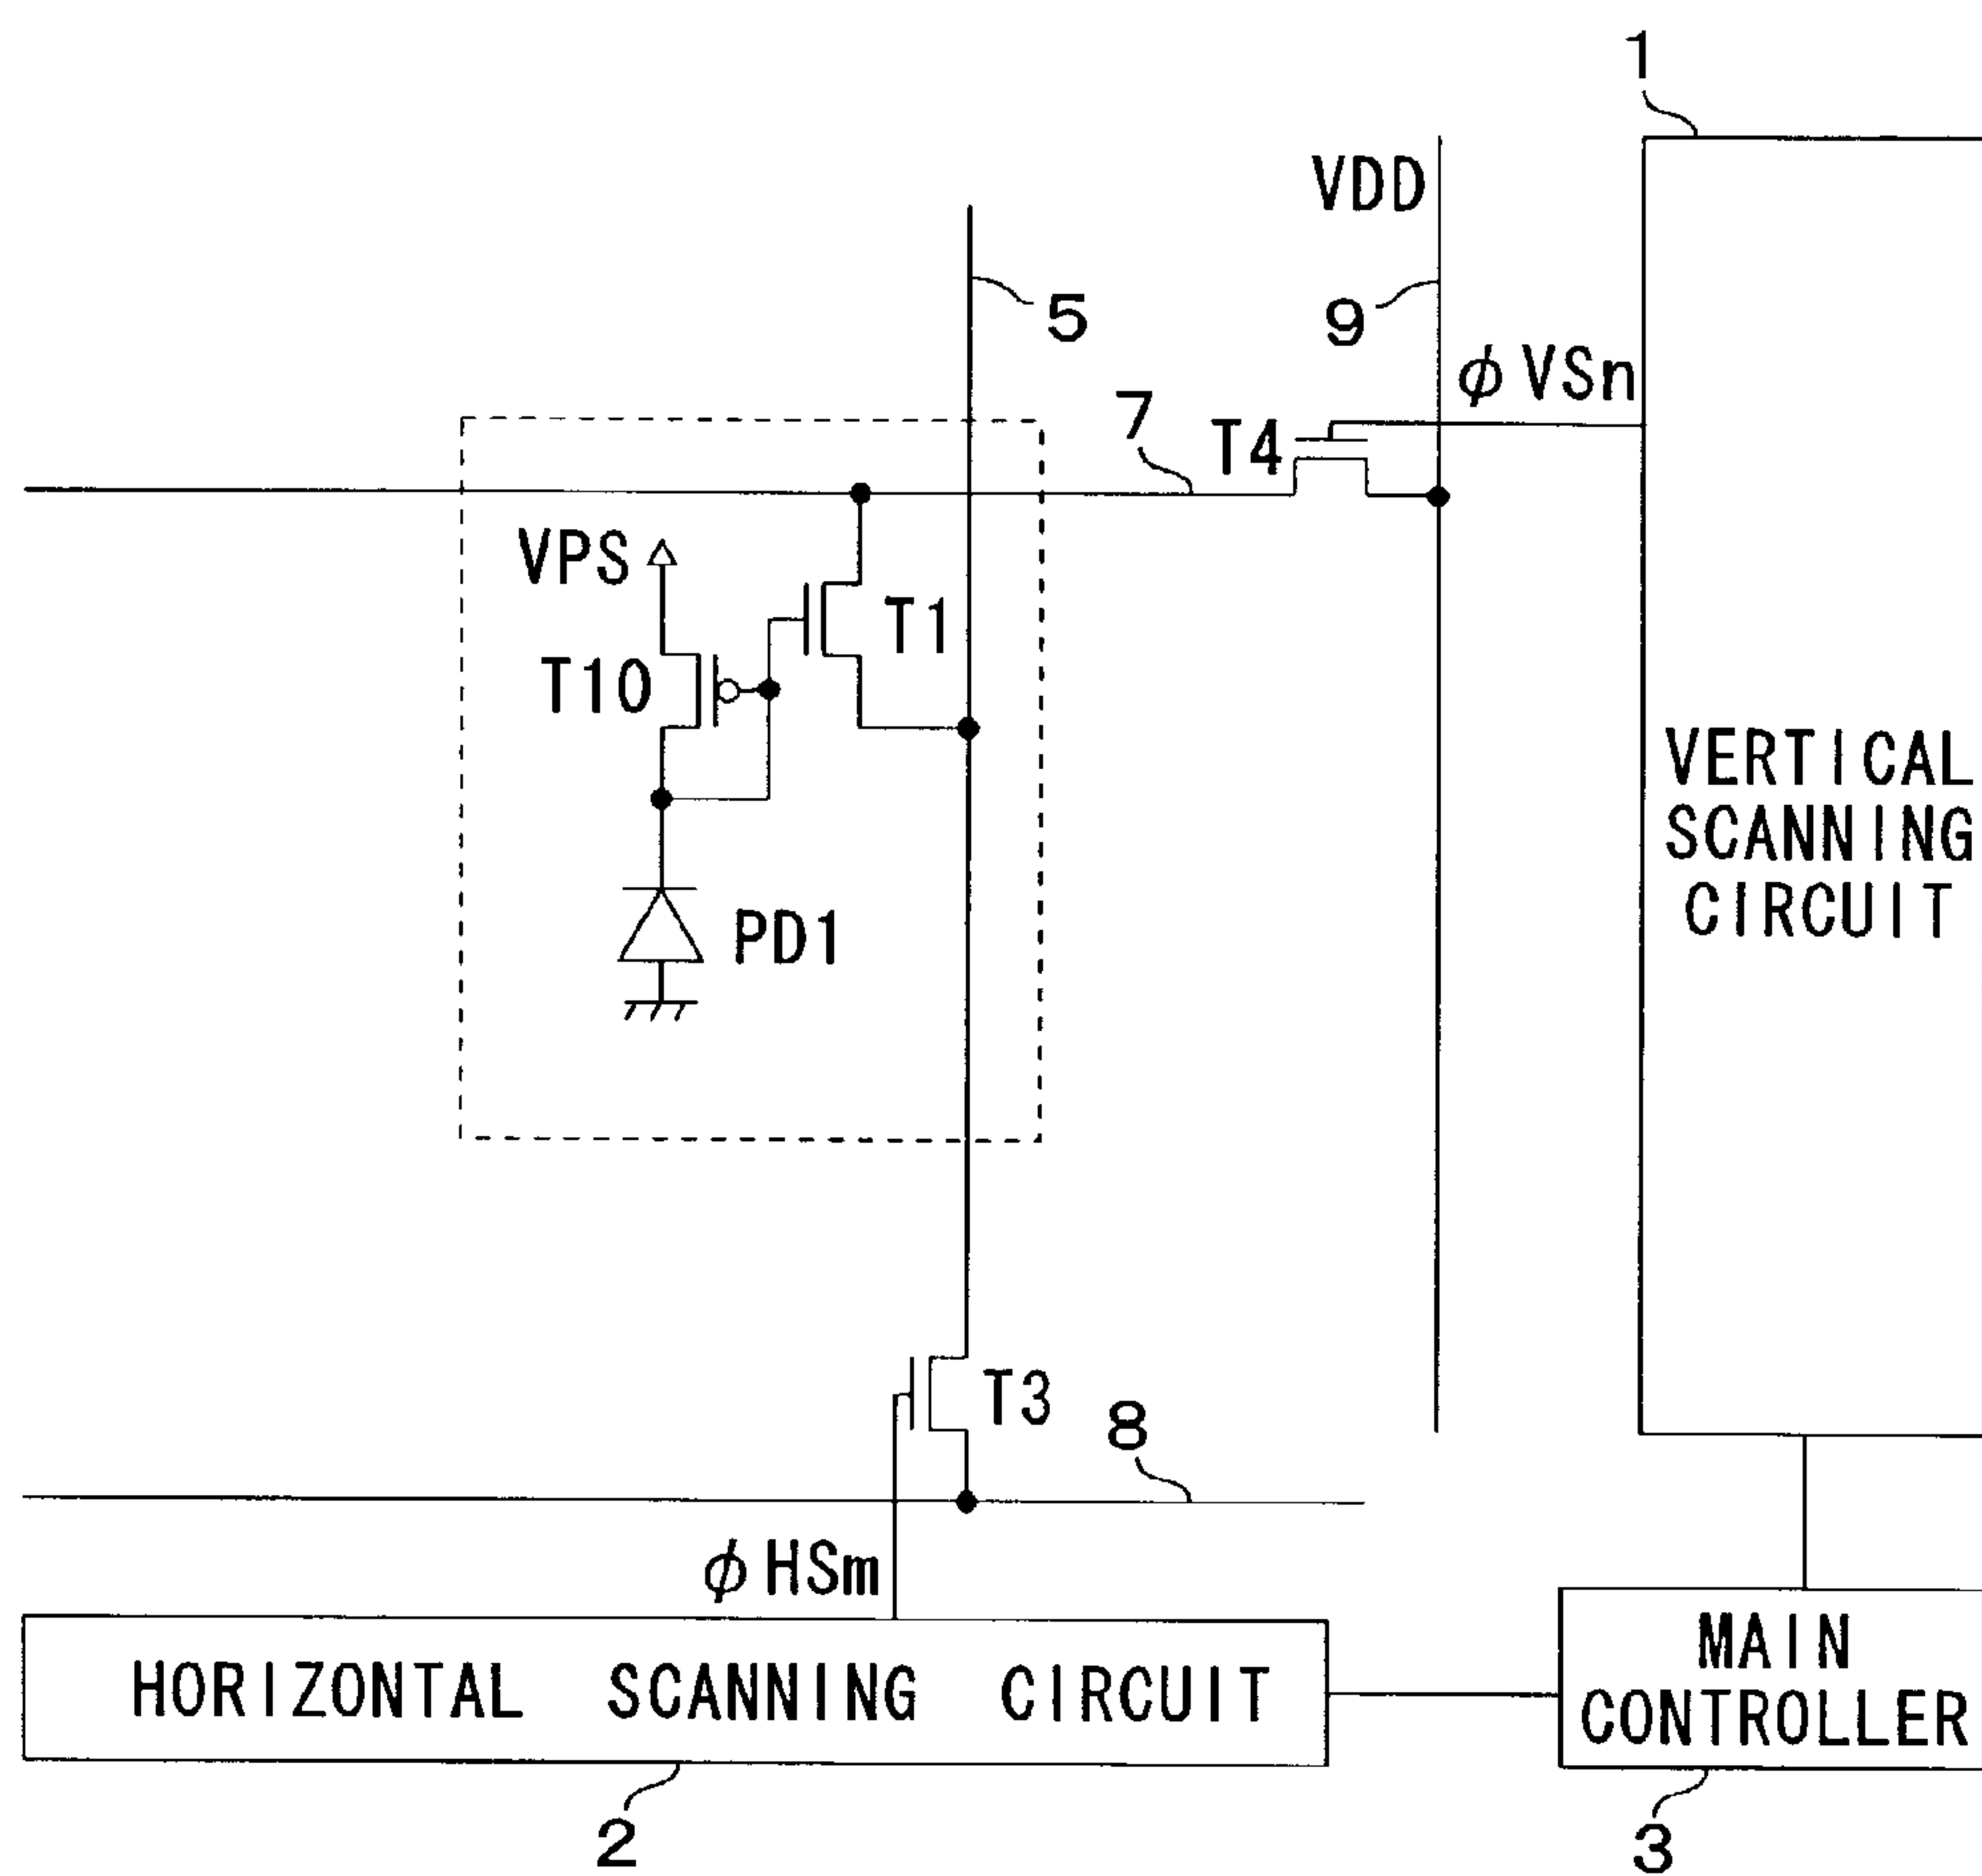 1
VDD
5
9
φVSn
7
T4
VPS
T1
T10
VERTICAL
SCANNING
CIRCUIT
PD1
T3
8
φHSm
MAIN
CONTROLLER
HORIZONTAL SCANNING CIRCUIT
2
3